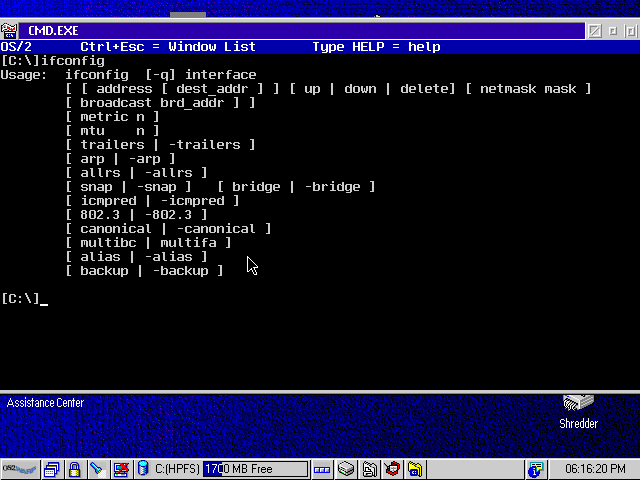 CMD.EXE
OS/2 Ctrl+Esc = Window List Type HELP = help
[C:\]ifconfig
Usage: ifconfig [-q] interface
[ [ address [ dest_addr ] ] [ up | down | delete] [ netmask mask ]
[ broadcast brd_addr ] ]
[ metric n ]
[ mtu n ]
[ trailers | -trailers ]
[ arp | -arp ]
[ allrs | -allrs ]
[ snap | -snap ] [ bridge | -bridge ]
[ icmpred | -icmpred ]
[ 802.3 | -802.3 ]
[ canonical | -canonical ]
[ multibc | multifa ]
[ alias | -alias ]
[ backup | -backup ]
[C:\]_
Assistance Center
Shredder
C:(HPFS) 1700 MB Free
06:16:20 PM